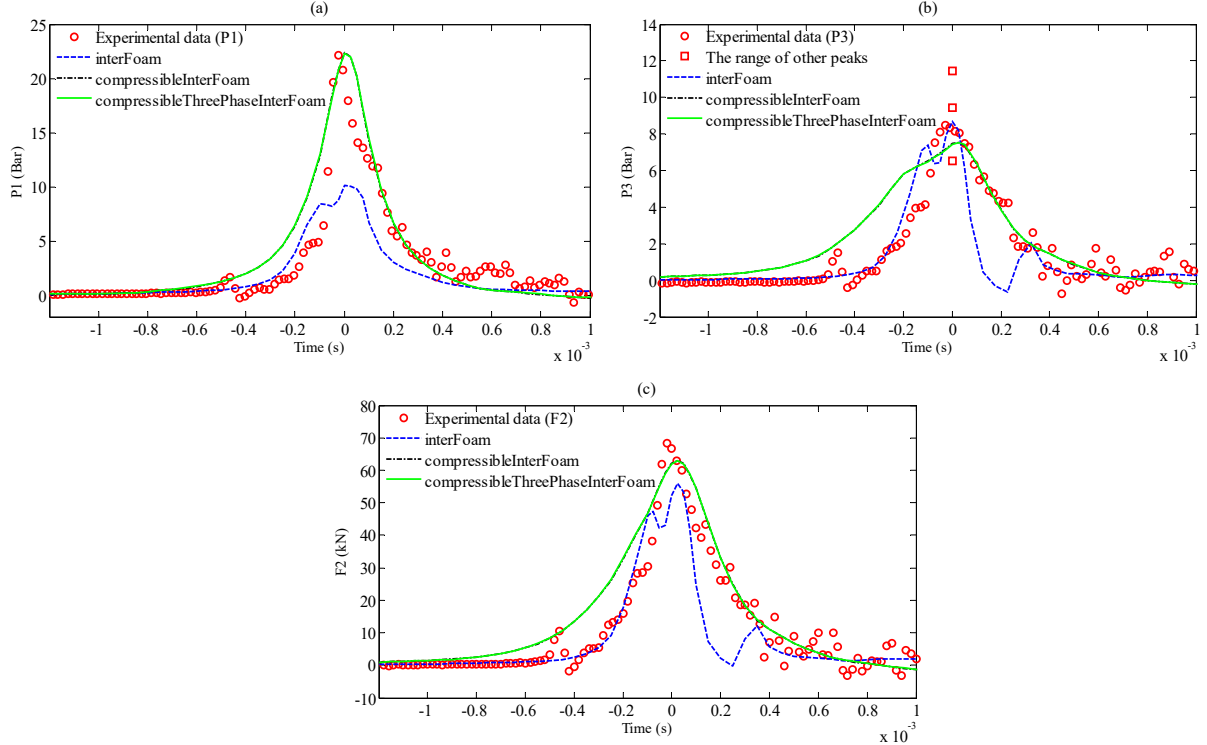 (a)
25
20
15
10
5
0
P1 (Bar)
Experimental data (P1)
interFoam
compressibleInterFoam
compressibleThreePhaseInterFoam
-1 -0.8 -0.6 -0.4 -0.2 0 0.2 0.4 0.6 0.8 1
Time (s)
x 10-3
(b)
14
12
10
8
6
4
2
0
-2
P3 (Bar)
Experimental data (P3)
The range of other peaks
interFoam
compressibleInterFoam
compressibleThreePhaseInterFoam
-1 -0.8 -0.6 -0.4 -0.2 0 0.2 0.4 0.6 0.8 1
Time (s)
x 10-3
(c)
80
70
60
50
40
30
20
10
0
-10
F2 (kN)
Experimental data (F2)
interFoam
compressibleInterFoam
compressibleThreePhaseInterFoam
-1 -0.8 -0.6 -0.4 -0.2 0 0.2 0.4 0.6 0.8 1
Time (s)
x 10-3